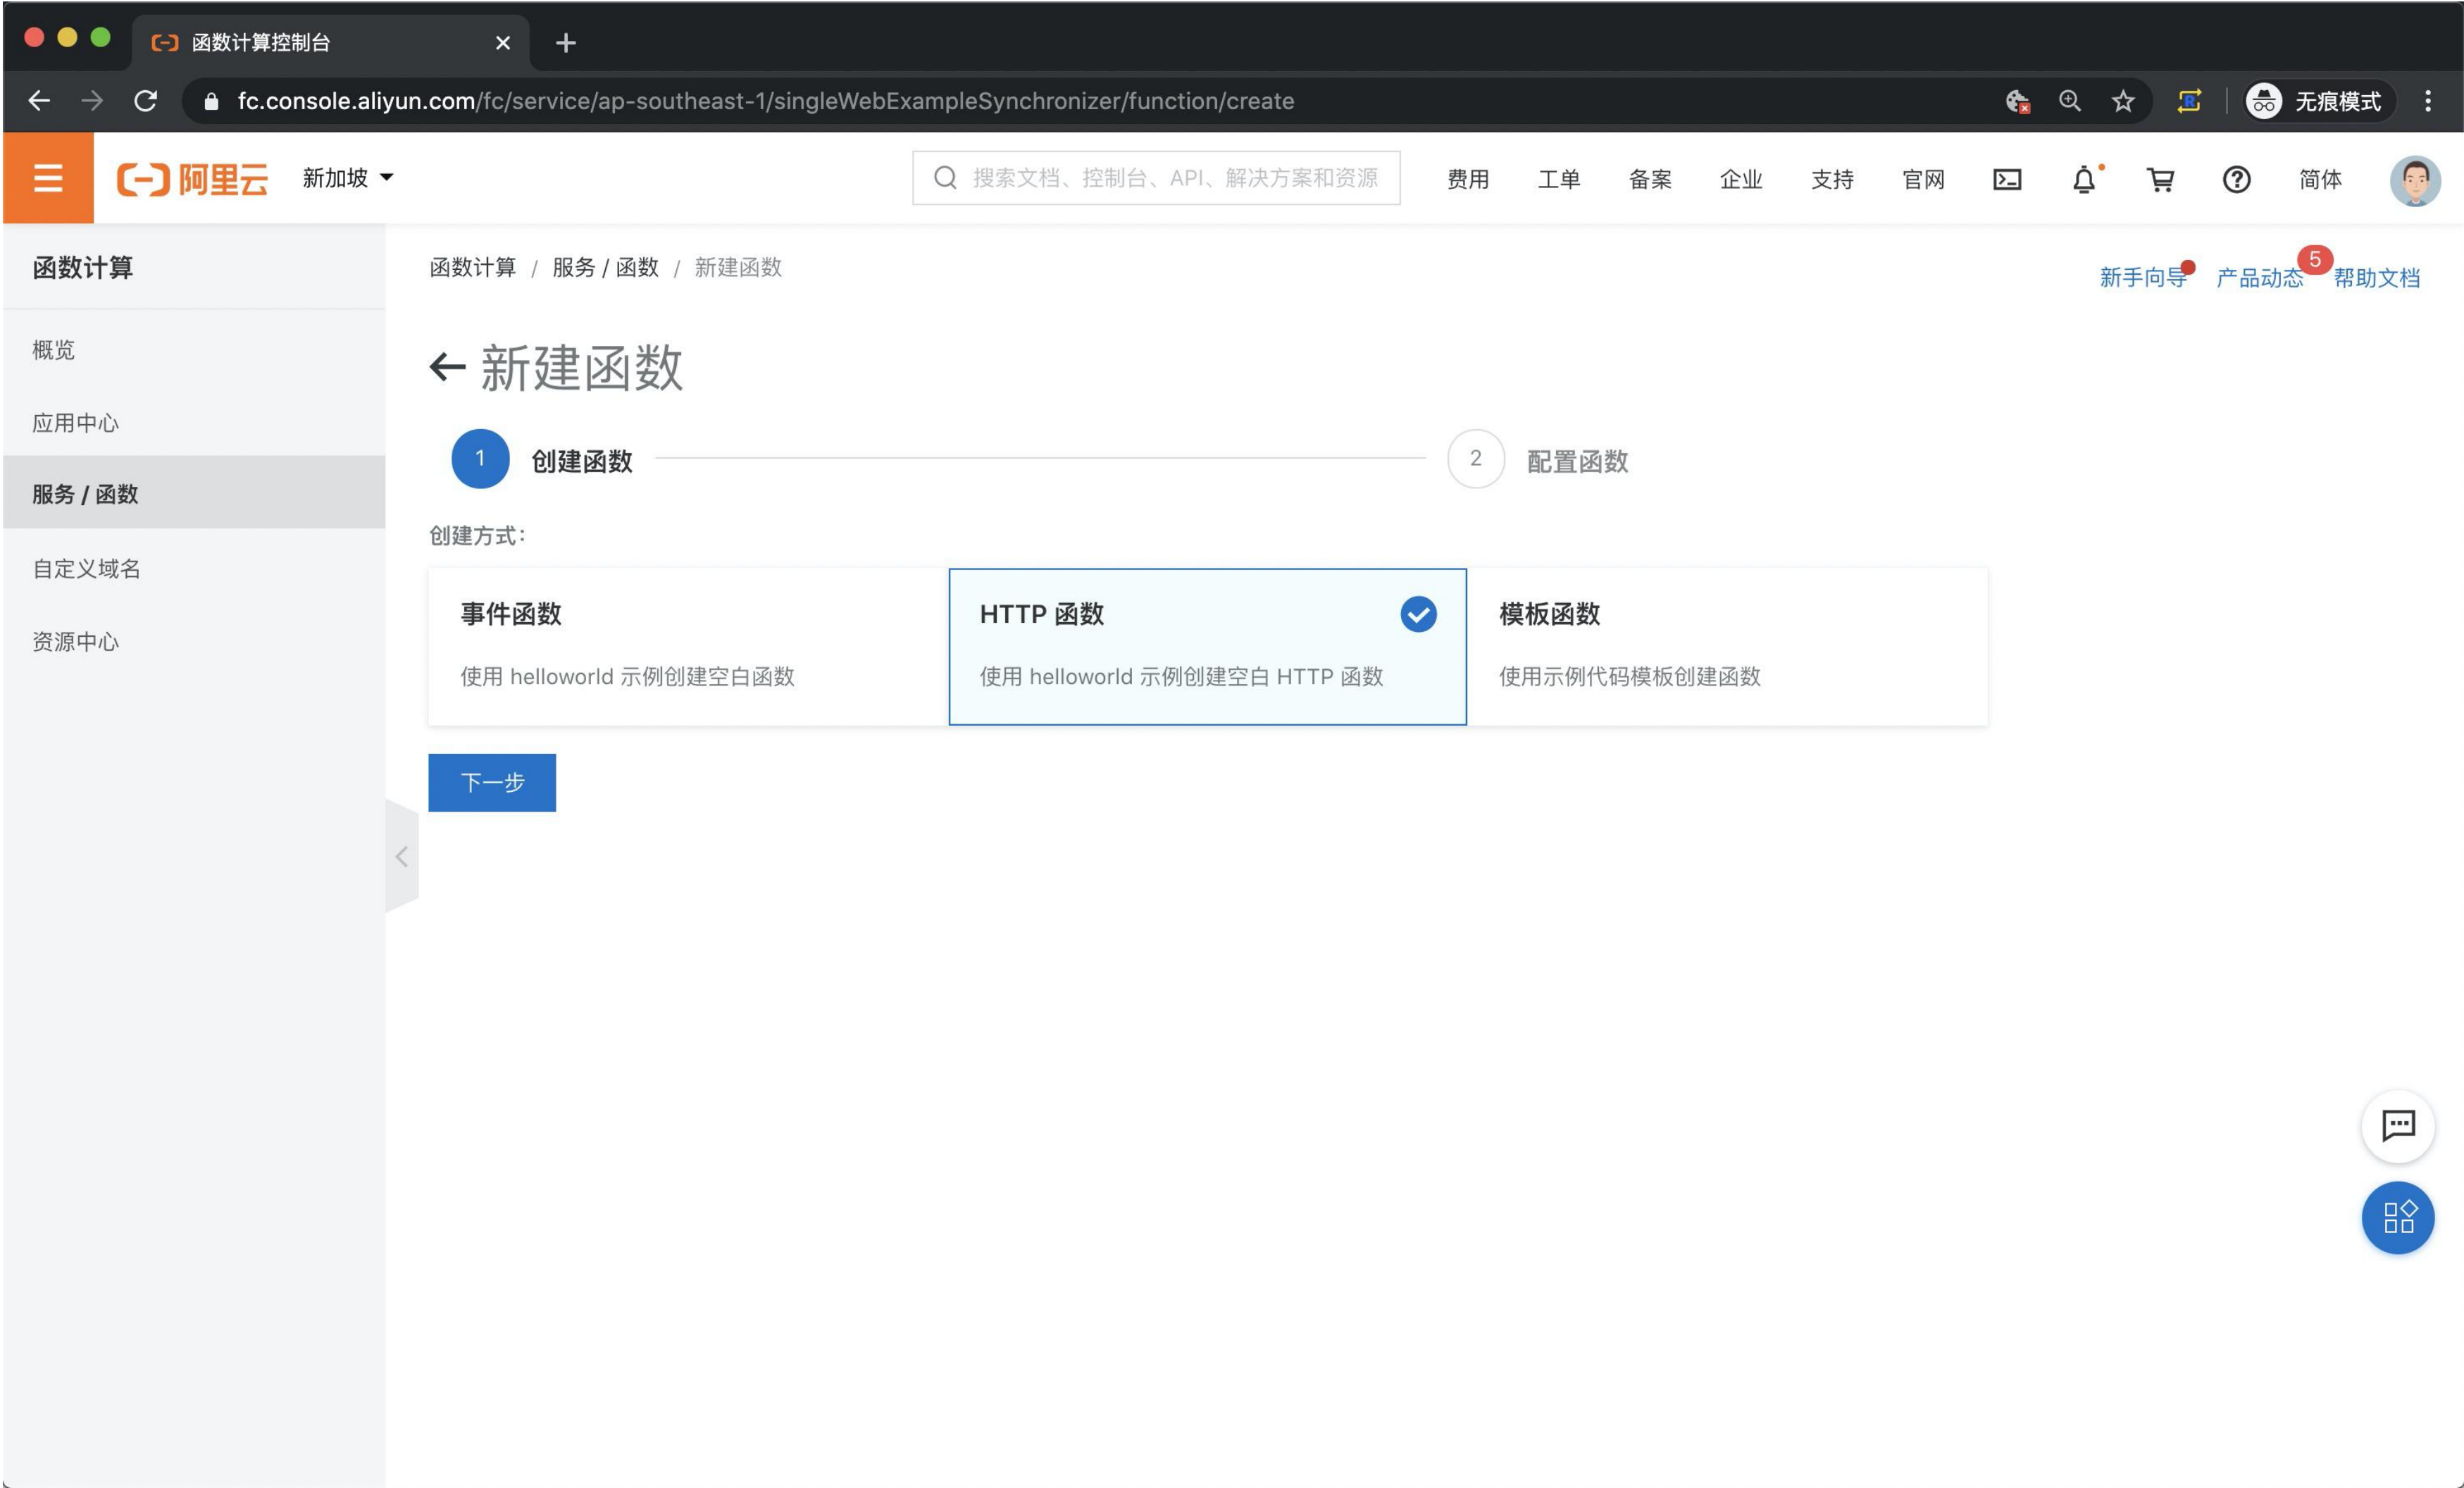 函数计算控制台
fc.console.aliyun.com/fc/service/ap-southeast-1/singleWebExampleSynchronizer/function/create
无痕模式
阿里云
新加坡
搜索文档、控制台、API、解决方案和资源
费用
工单
备案
企业
支持
官网
简体
函数计算
概览
应用中心
服务 / 函数
自定义域名
资源中心
函数计算 / 服务 / 函数 / 新建函数
新手向导
产品动态
5
帮助文档
新建函数
1 创建函数
2 配置函数
创建方式：
事件函数
使用 helloworld 示例创建空白函数
HTTP 函数
使用 helloworld 示例创建空白 HTTP 函数
模板函数
使用示例代码模板创建函数
下一步